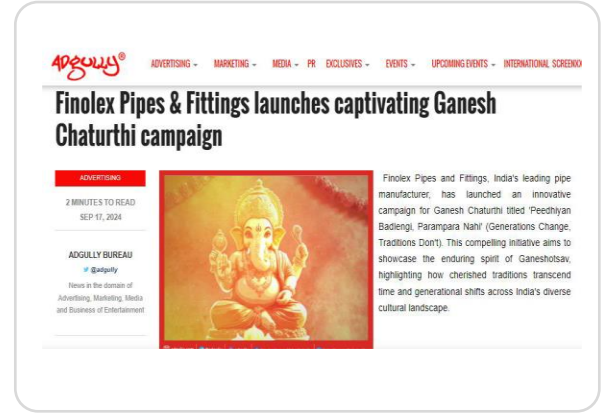 ADGULLY®
ADVERTISING MARKETING MEDIA PR EXCLUSIVES EVENTS UPCOMING EVENTS INTERNATIONAL
Finolex Pipes & Fittings launches captivating Ganesh
Chaturthi campaign
ADVERTISING
2 MINUTES TO READ
SEP 17, 2024
ADGULLY BUREAU
@adgully
News in the domain of
Advertising, Marketing, Media
and Business of Entertainment
Finolex Pipes and Fittings, India's leading pipe
manufacturer, has launched an innovative
campaign for Ganesh Chaturthi titled 'Peedhiyan
Badlengi, Parampara Nahi' (Generations Change,
Traditions Don't). This compelling initiative aims to
showcase the enduring spirit of Ganeshotsav,
highlighting how cherished traditions transcend
time and generational shifts across India's diverse
cultural landscape.